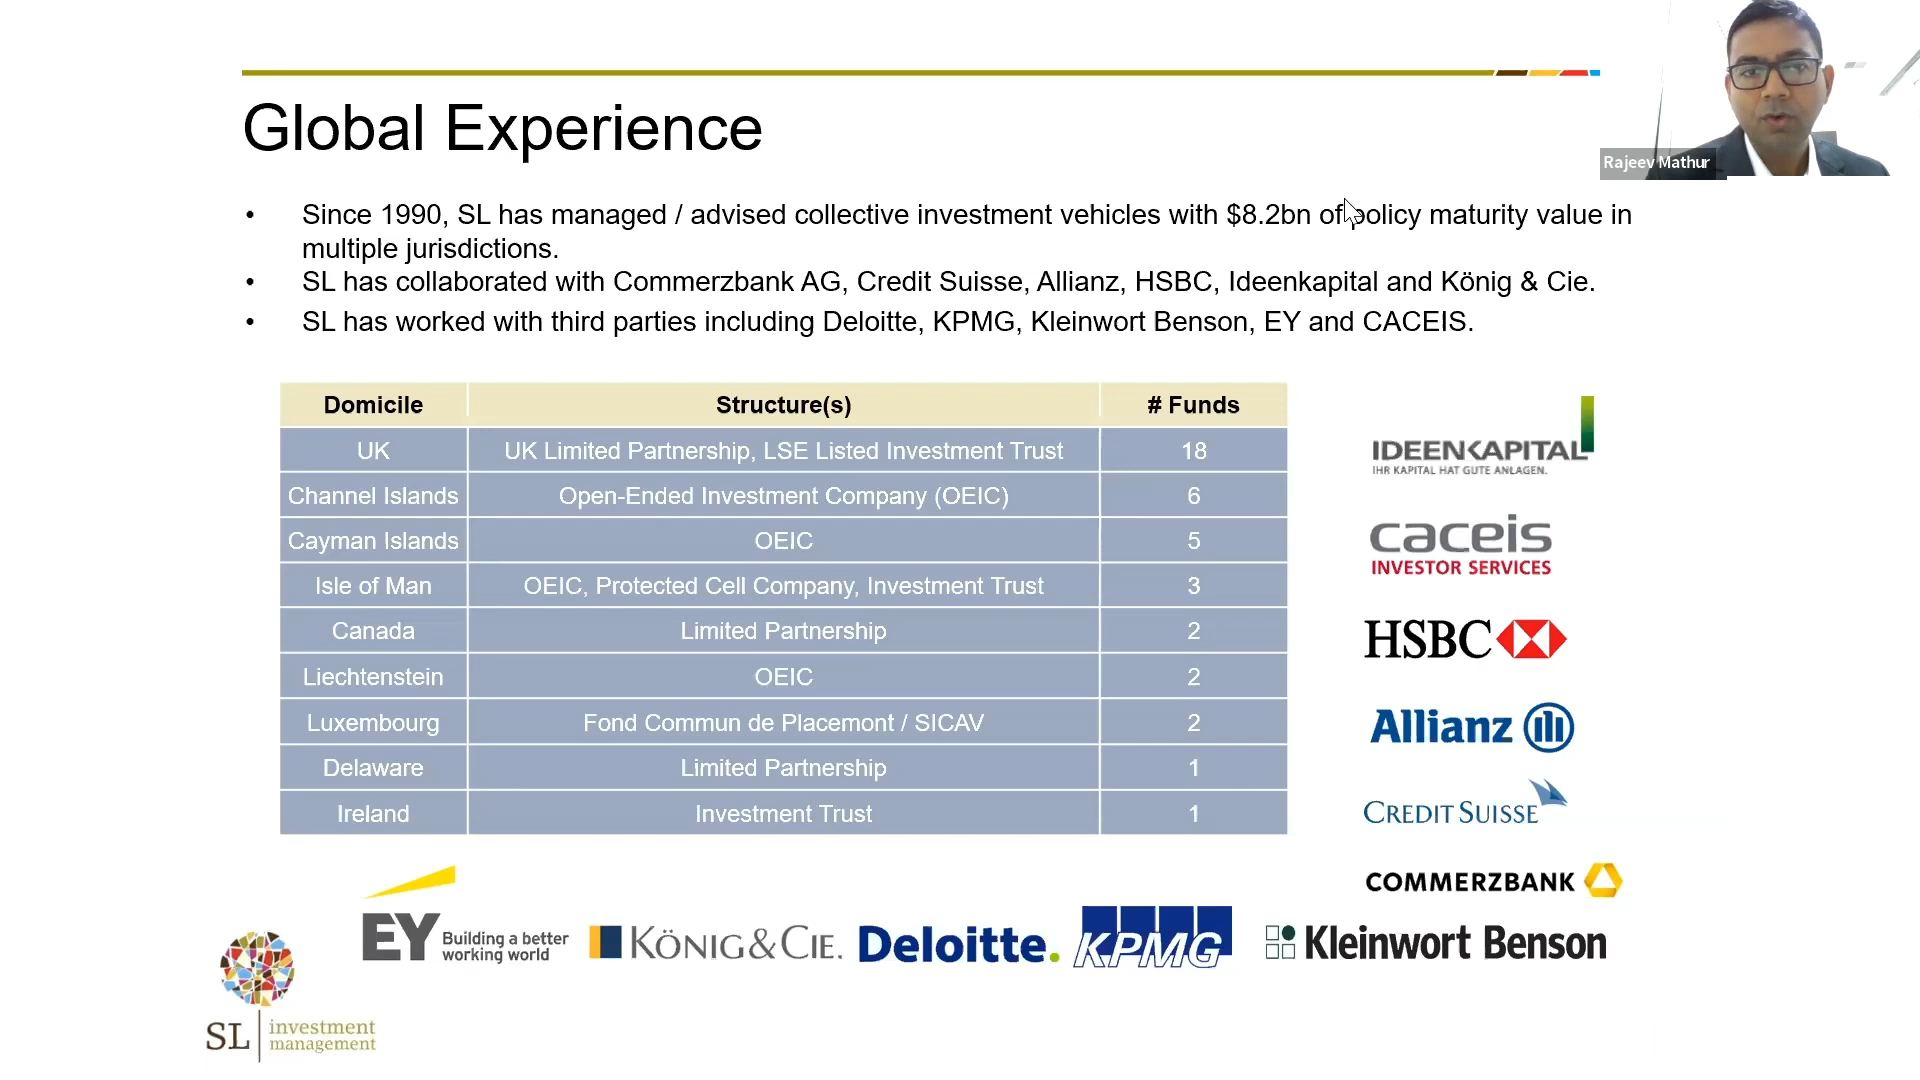 Global Experience
Rajeev Mathur
• Since 1990, SL has managed / advised collective investment vehicles with $8.2bn of policy maturity value in
multiple jurisdictions.
• SL has collaborated with Commerzbank AG, Credit Suisse, Allianz, HSBC, Ideenkapital and König & Cie.
• SL has worked with third parties including Deloitte, KPMG, Kleinwort Benson, EY and CACEIS.
Domicile Structure(s) # Funds
UK UK Limited Partnership, LSE Listed Investment Trust 18
Channel Islands Open-Ended Investment Company (OEIC) 6
Cayman Islands OEIC 5
Isle of Man OEIC, Protected Cell Company, Investment Trust 3
Canada Limited Partnership 2
Liechtenstein OEIC 2
Luxembourg Fond Commun de Placemont / SICAV 2
Delaware Limited Partnership 1
Ireland Investment Trust 1
IDEENKAPITAL
IHR KAPITAL HAT GUTE ANLAGEN.
caceis
INVESTOR SERVICES
HSBC
Allianz
CREDIT SUISSE
COMMERZBANK
EY Building a better
working world
KÖNIG & CIE.
Deloitte.
KPMG
Kleinwort Benson
SL investment
management